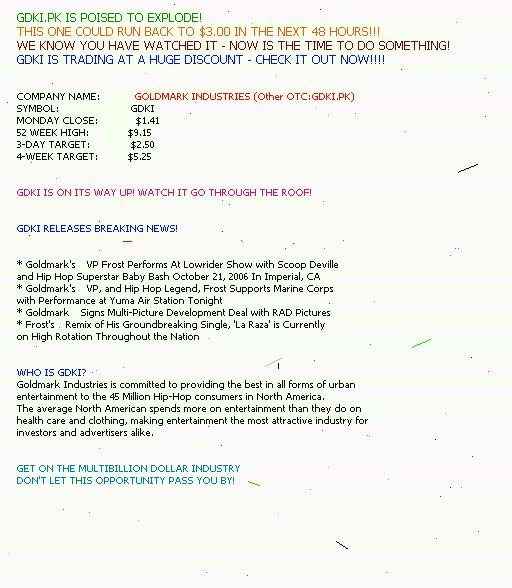 GDKI.PK IS POISED TO EXPLODE!
THIS ONE COULD RUN BACK TO $3.00 IN THE NEXT 48 HOURS!!!
WE KNOW YOU HAVE WATCHED IT - NOW IS THE TIME TO DO SOMETHING!
GDKI IS TRADING AT A HUGE DISCOUNT - CHECK IT OUT NOW!!!!
COMPANY NAME: GOLDMARK INDUSTRIES (Other OTC:GDKI.PK)
SYMBOL: GDKI
MONDAY CLOSE: $1.41
52 WEEK HIGH: $9.15
3-DAY TARGET: $2.50
4-WEEK TARGET: $5.25
GDKI IS ON ITS WAY UP! WATCH IT GO THROUGH THE ROOF!
GDKI RELEASES BREAKING NEWS!
* Goldmark's VP Frost Performs At Lowrider Show with Scoop Deville
and Hip Hop Superstar Baby Bash October 21, 2006 In Imperial, CA
* Goldmark's VP, and Hip Hop Legend, Frost Supports Marine Corps
with Performance at Yuma Air Station Tonight
* Goldmark Signs Multi-Picture Development Deal with RAD Pictures
* Frost's Remix of His Groundbreaking Single, 'La Raza' is Currently
on High Rotation Throughout the Nation
WHO IS GDKI?
Goldmark Industries is committed to providing the best in all forms of urban
entertainment to the 45 Million Hip-Hop consumers in North America.
The average North American spends more on entertainment than they do on
health care and clothing, making entertainment the most attractive industry for
investors and advertisers alike.
GET ON THE MULTIBILLION DOLLAR INDUSTRY
DON'T LET THIS OPPORTUNITY PASS YOU BY!